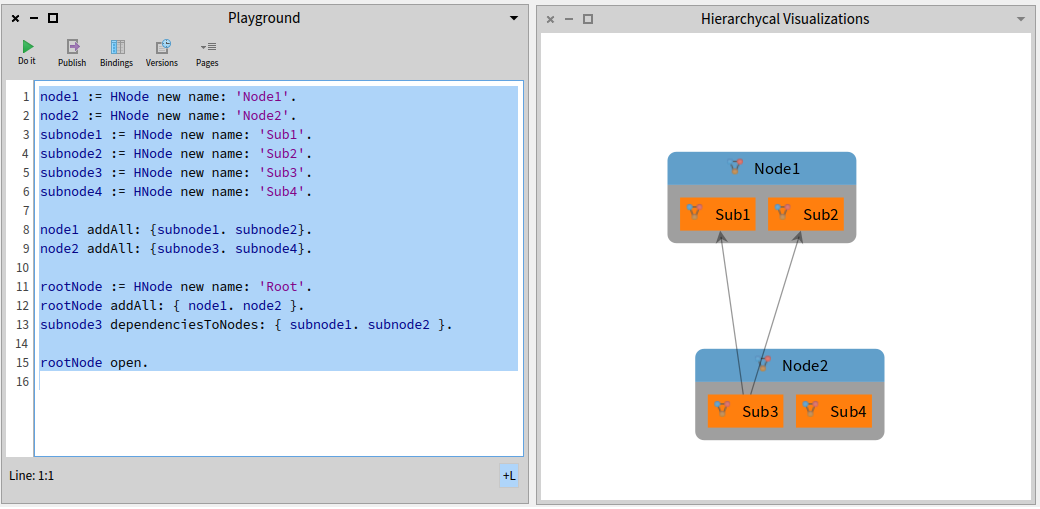 Playground
Do it
Publish
Bindings
Versions
Pages
1 node1 := HNode new name: 'Node1'.
2 node2 := HNode new name: 'Node2'.
3 subnode1 := HNode new name: 'Sub1'.
4 subnode2 := HNode new name: 'Sub2'.
5 subnode3 := HNode new name: 'Sub3'.
6 subnode4 := HNode new name: 'Sub4'.
7
8 node1 addAll: {subnode1. subnode2}.
9 node2 addAll: {subnode3. subnode4}.
10
11 rootNode := HNode new name: 'Root'.
12 rootNode addAll: { node1. node2 }.
13 subnode3 dependenciesToNodes: { subnode1. subnode2 }.
14
15 rootNode open.
16
Line: 1:1
+L
Hierarchycal Visualizations
Node1
Sub1
Sub2
Node2
Sub3
Sub4